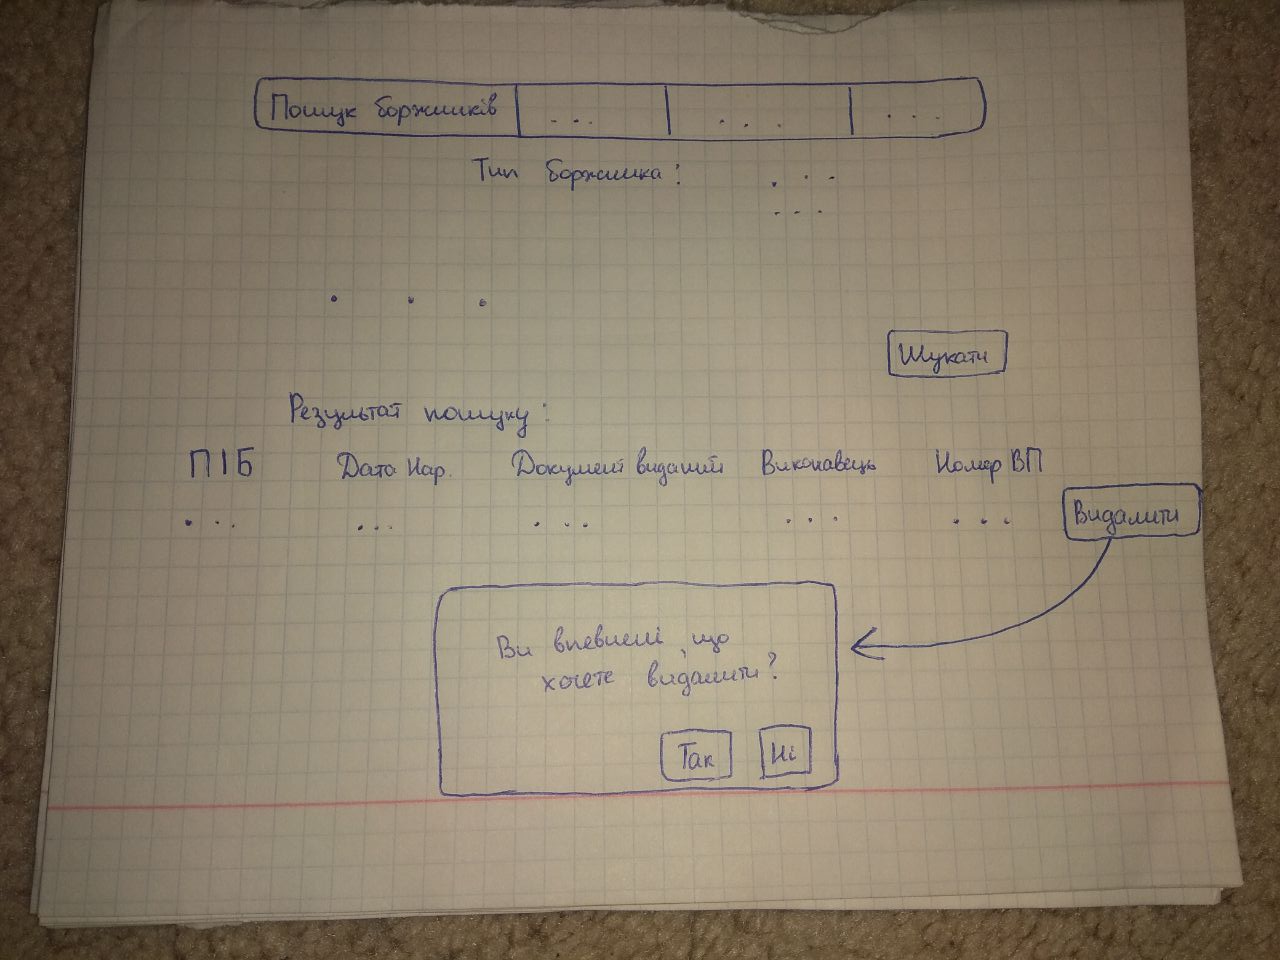 Пошук боржників ... ... ...
Тип боржника: ...
...
...
Шукати
Результат пошуку:
ПІБ Дата Нар. Документ виданий Виконавець Номер ВП
... ... ... ... ... Видалити
Ви впевнені, що
хочете видалити?
Так Ні